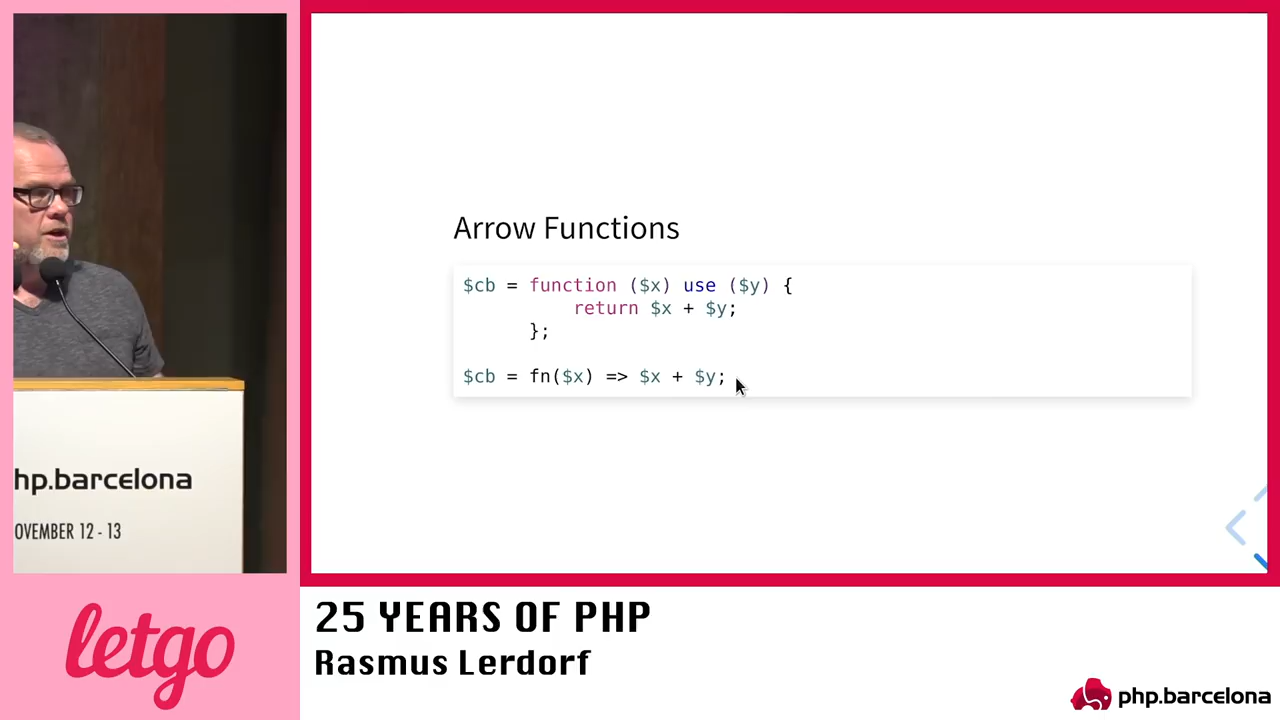 Arrow Functions
$cb = function ($x) use ($y) {
return $x + $y;
};
$cb = fn($x) => $x + $y;
hp.barcelona
OVEMBER 12 - 13
letgo
25 YEARS OF PHP
Rasmus Lerdorf
php.barcelona